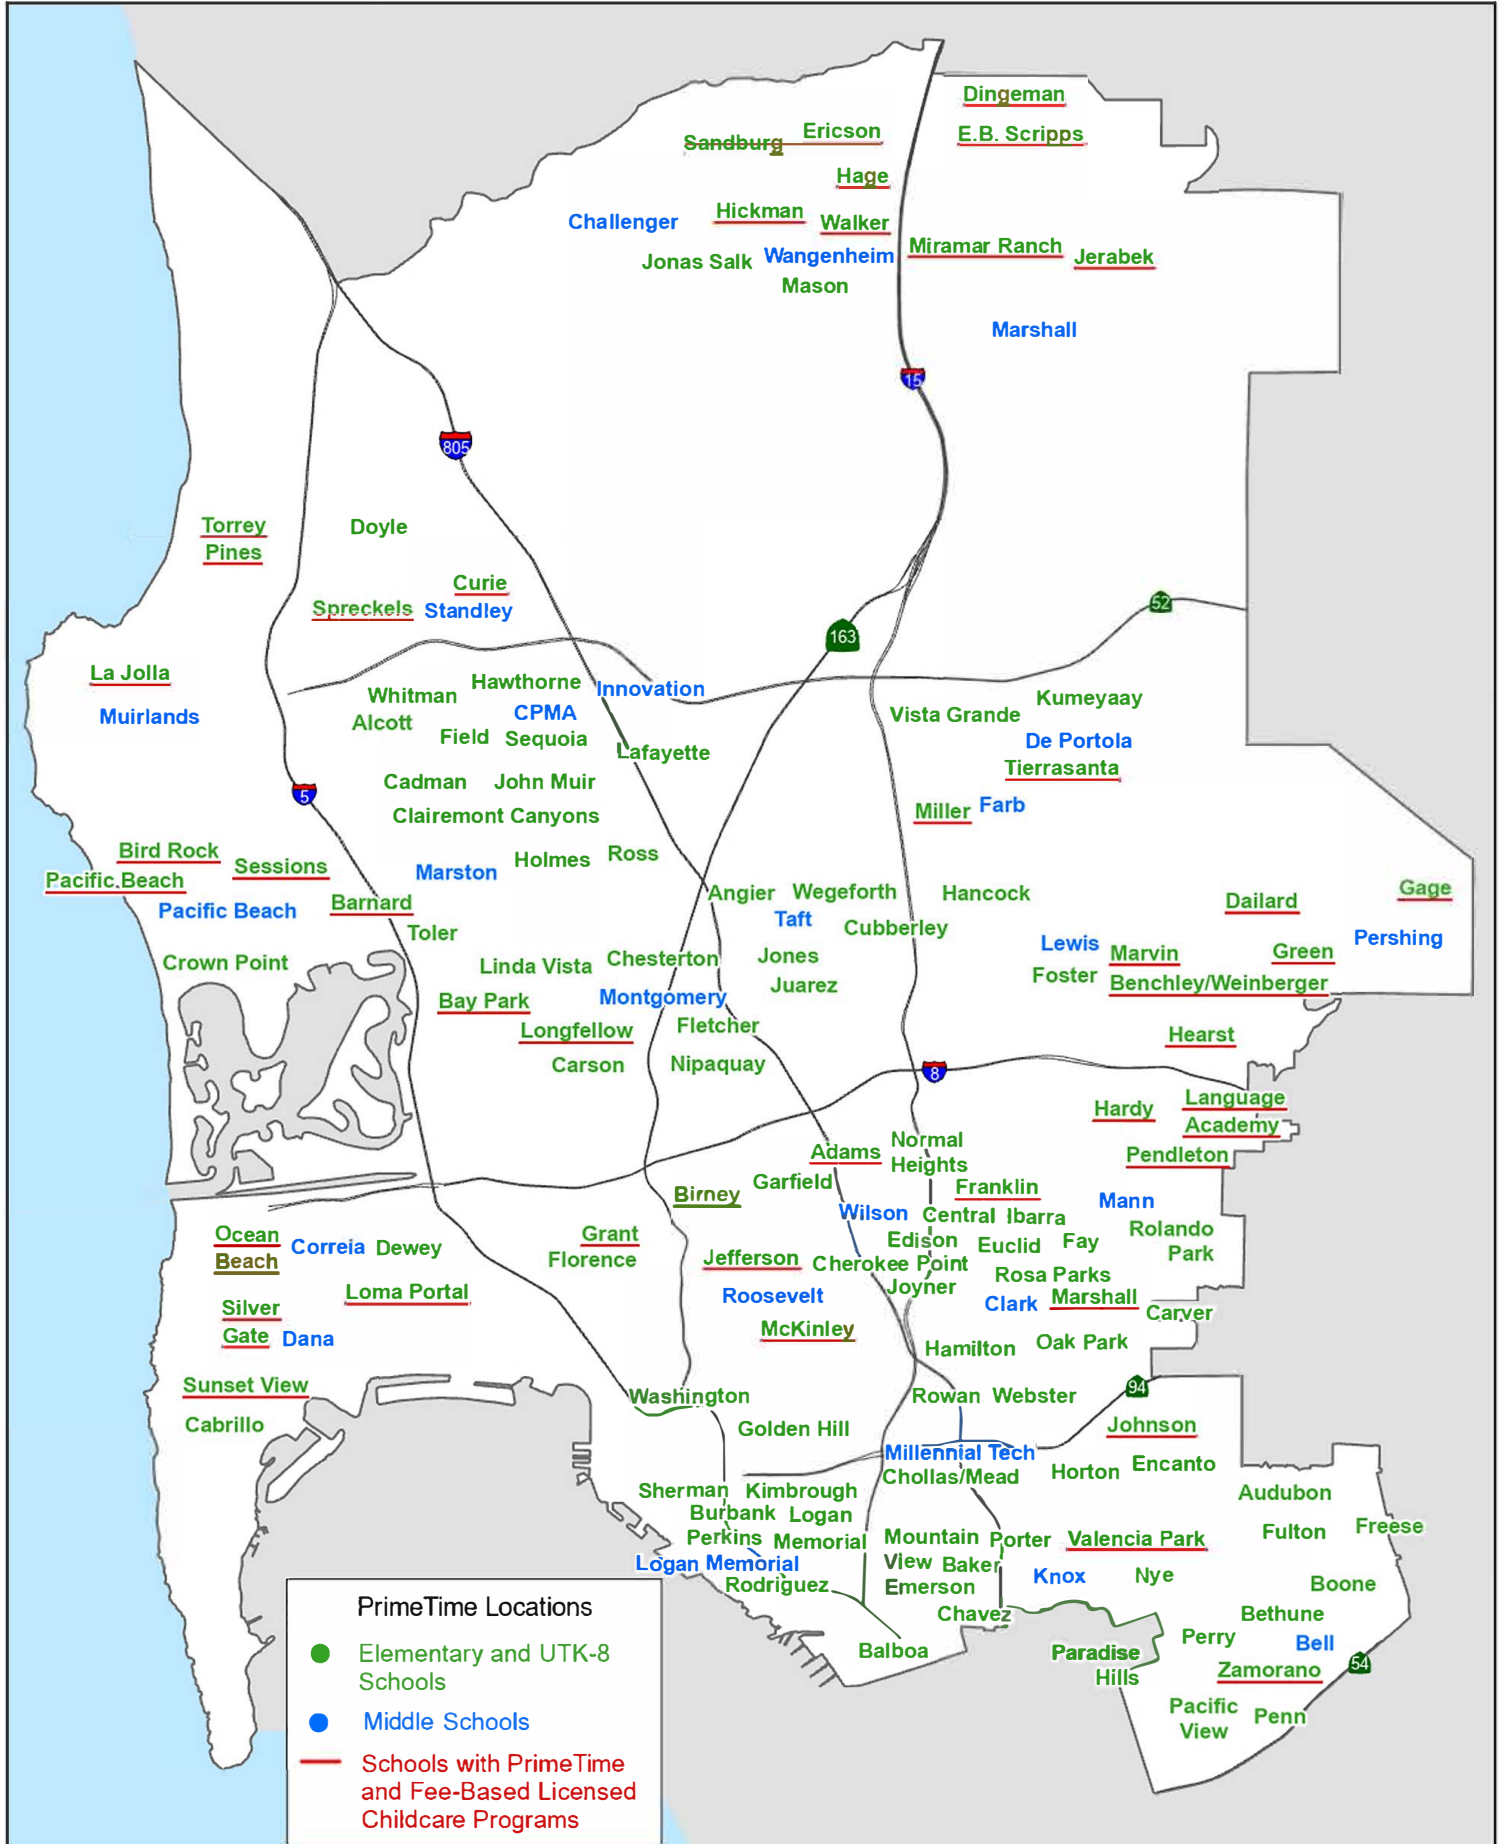 Dingeman
Sandburg Ericson
E.B. Scripps
Hage
Challenger
Hickman
Walker
Jonas Salk
Wangenheim
Miramar Ranch
Jerabek
Mason
Marshall
15
805
Torrey
Pines
Doyle
Curie
Spreckels
Standley
52
163
La Jolla
Muirlands
Whitman
Hawthorne
Innovation
Alcott
CPMA
Field
Sequoia
Lafayette
Vista Grande
Kumeyaay
De Portola
Tierrasanta
Cadman
John Muir
5
Clairemont Canyons
Miller
Farb
Bird Rock
Sessions
Pacific.Beach
Pacific Beach
Marston
Holmes
Ross
Barnard
Toler
Crown Point
Angier
Wegeforth
Hancock
Taft
Cubberley
Dailard
Gage
Lewis
Marvin
Green
Pershing
Foster
Benchley/Weinberger
Linda Vista
Chesterton
Jones
Juarez
Bay Park
Montgomery
Longfellow
Fletcher
Carson
Nipaquay
Hearst
8
Hardy
Language
Academy
Pendleton
Adams
Normal
Heights
Birney
Garfield
Franklin
Mann
Wilson
Central
Ibarra
Rolando
Park
Ocean
Beach
Correia
Dewey
Grant
Florence
Edison
Euclid
Fay
Jefferson
Cherokee Point
Joyner
Rosa Parks
Loma Portal
Roosevelt
Clark
Marshall
Carver
Silver
Gate
Dana
McKinley
Hamilton
Oak Park
Sunset View
Cabrillo
Washington
Rowan
Webster
94
Golden Hill
Johnson
Millennial Tech
Chollas/Mead
Horton
Encanto
Sherman
Kimbrough
Audubon
Burbank
Logan
Memorial
Perkins
Mountain
View
Porter
Valencia Park
Fulton
Freese
Logan Memorial
Baker
Knox
Nye
Rodriguez
Emerson
Boone
Chavez
Bethune
Balboa
Paradise
Hills
Perry
Bell
Zamorano
54
Pacific
View
Penn
PrimeTime Locations
Elementary and UTK-8
Schools
Middle Schools
Schools with PrimeTime
and Fee-Based Licensed
Childcare Programs